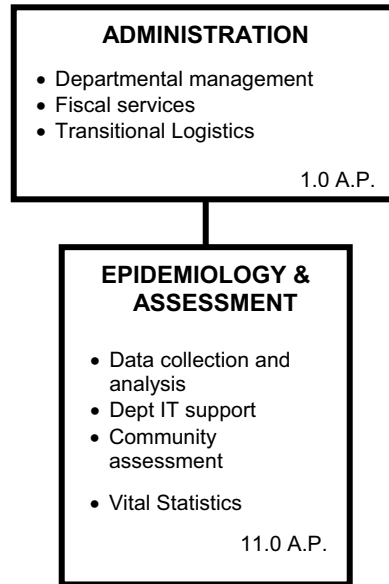 ADMINISTRATION
• Departmental management
• Fiscal services
• Transitional Logistics
1.0 A.P.
EPIDEMIOLOGY &
ASSESSMENT
• Data collection and
analysis
• Dept IT support
• Community
assessment
• Vital Statistics
11.0 A.P.